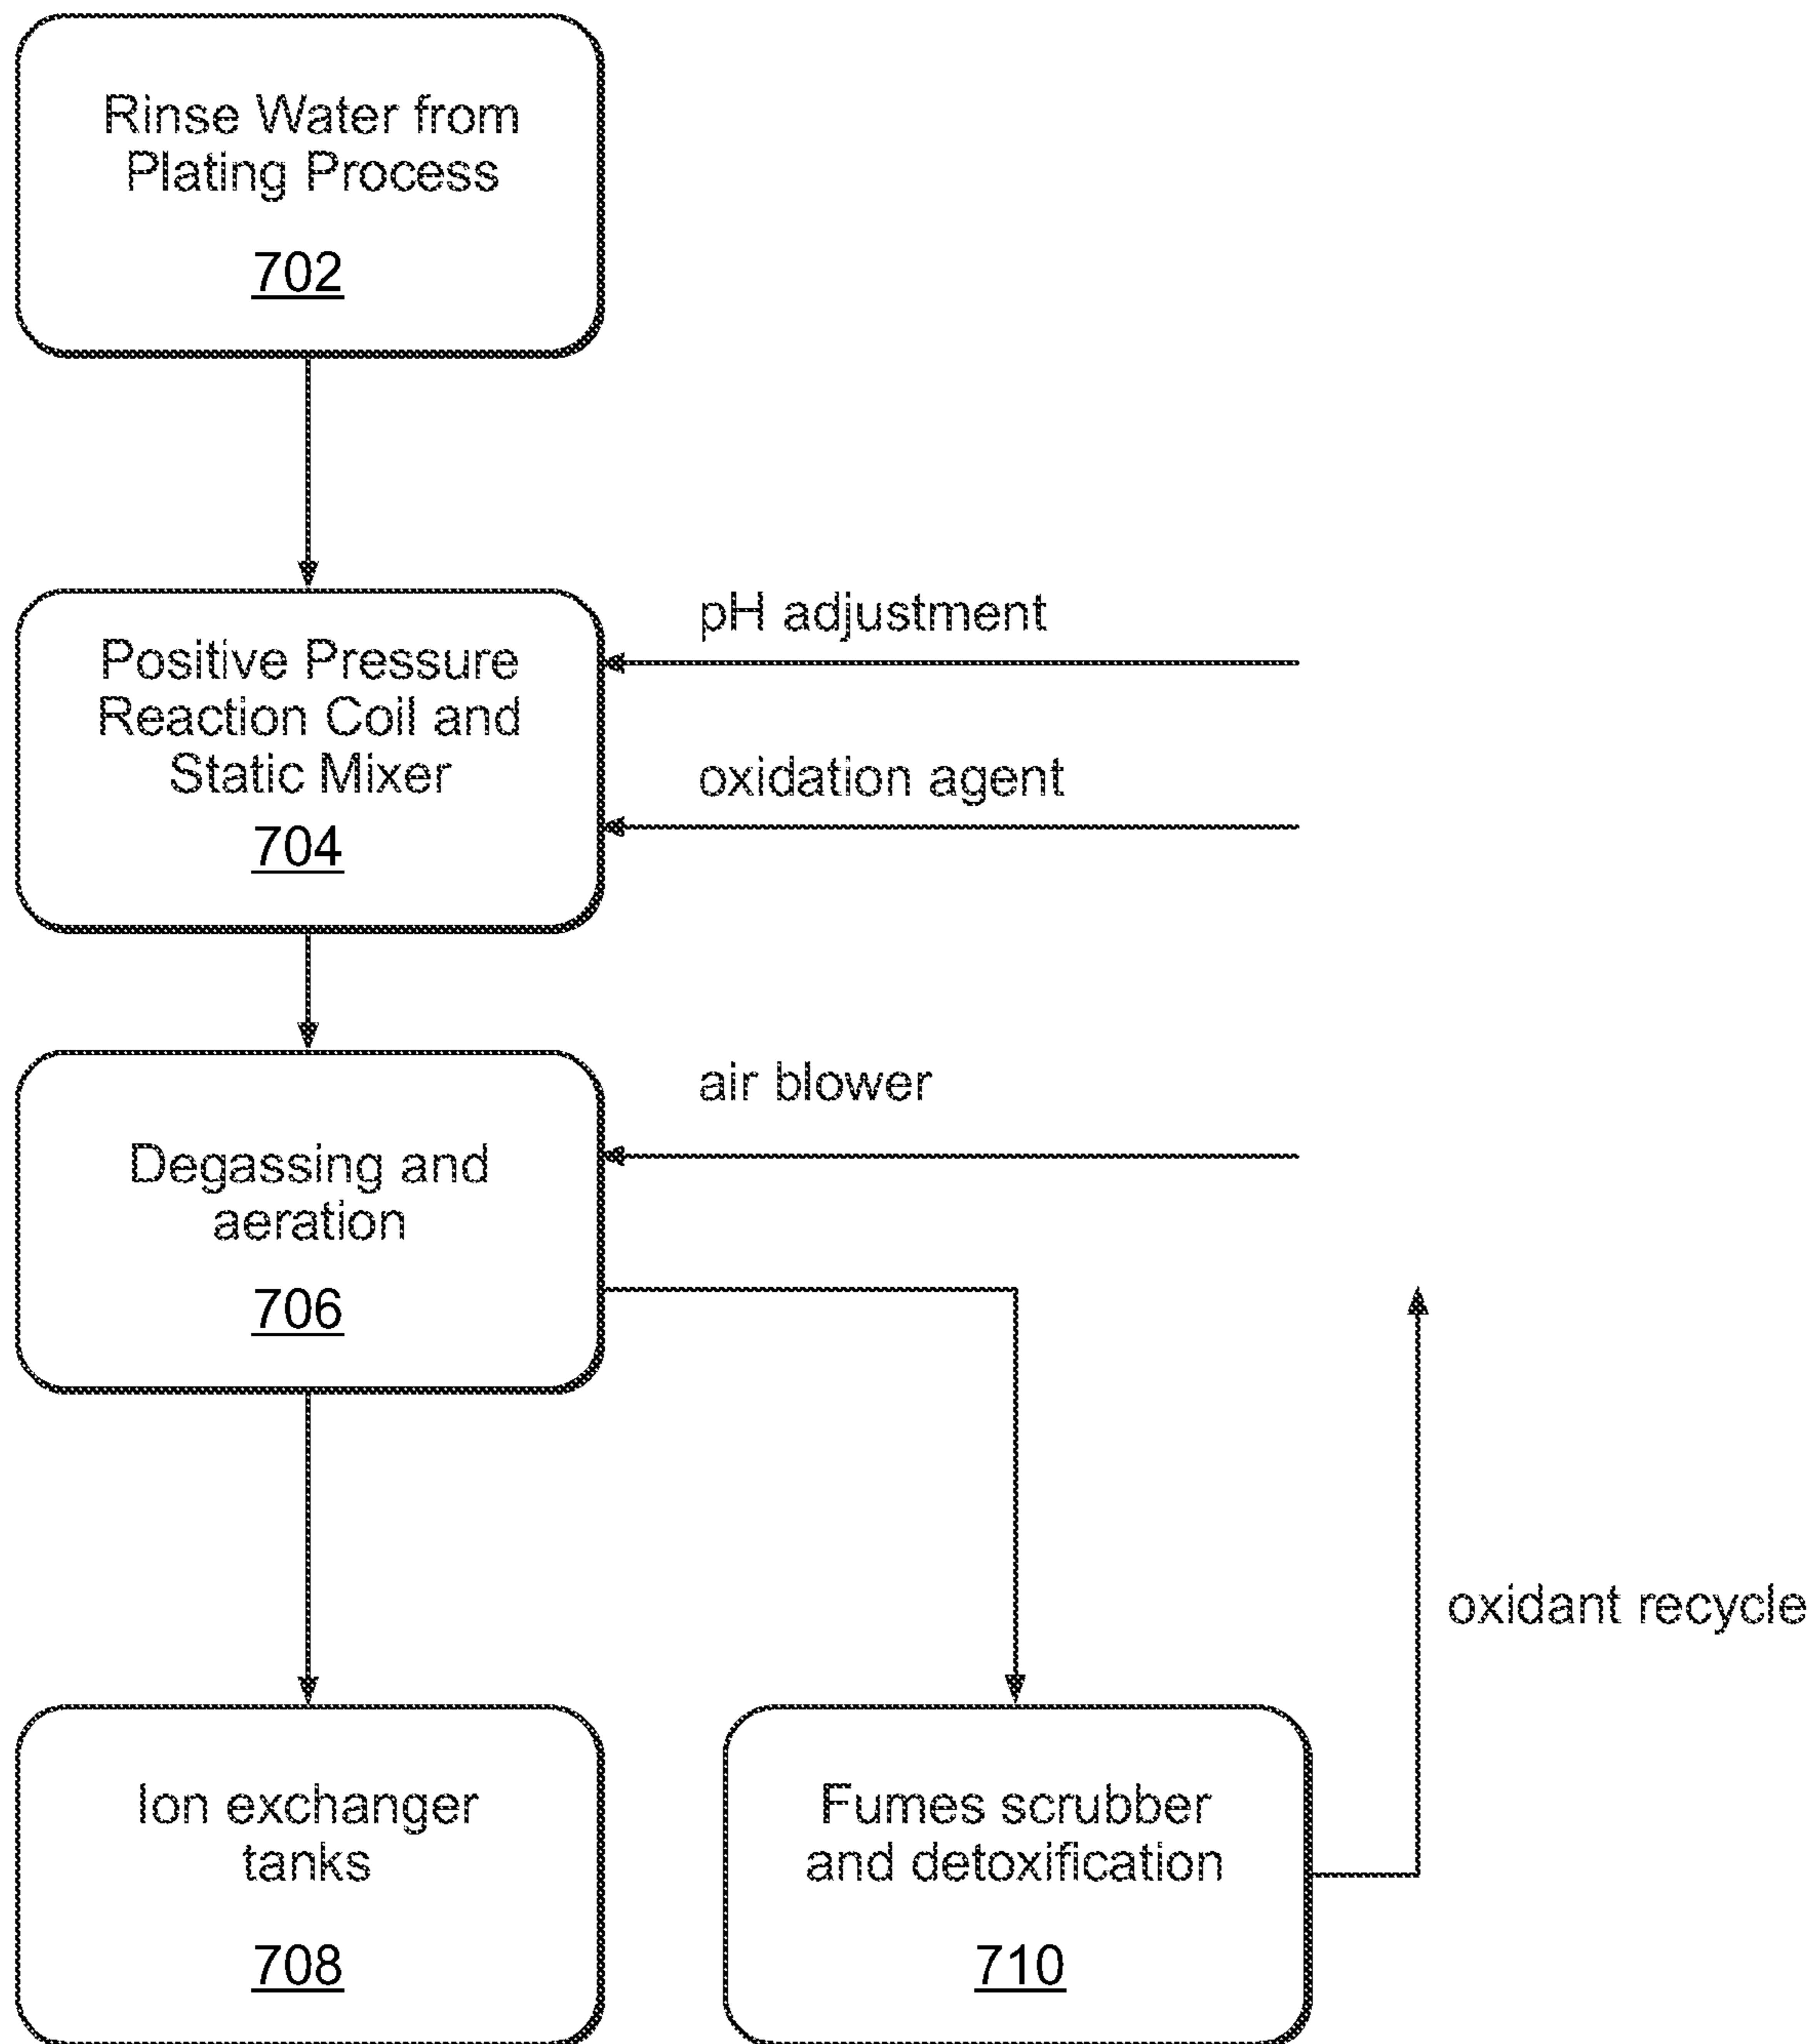 Rinse Water from
Plating Process
702
Positive Pressure
Reaction Coil and
Static Mixer
704
pH adjustment
oxidation agent
Degassing and
aeration
706
air blower
oxidant recycle
Ion exchanger
tanks
708
Fumes scrubber
and detoxification
710